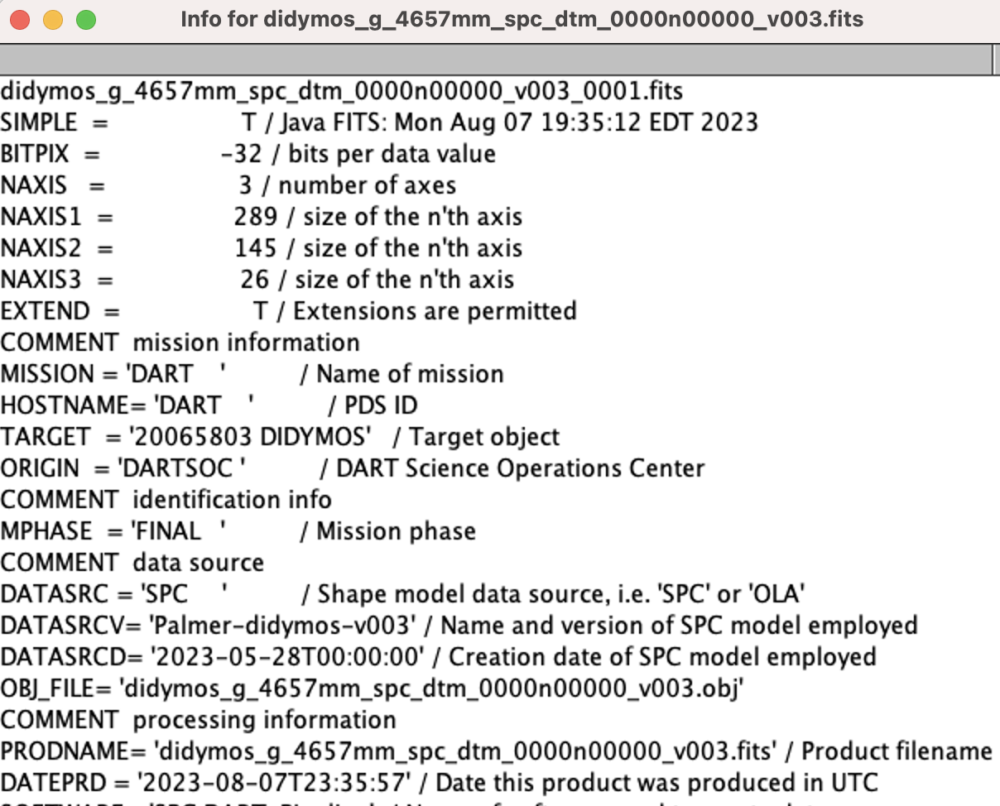 Info for didymos_g_4657mm_spc_dtm_0000n00000_v003.fits
didymos_g_4657mm_spc_dtm_0000n00000_v003_0001.fits
SIMPLE = T / Java FITS: Mon Aug 07 19:35:12 EDT 2023
BITPIX = -32 / bits per data value
NAXIS = 3 / number of axes
NAXIS1 = 289 / size of the n'th axis
NAXIS2 = 145 / size of the n'th axis
NAXIS3 = 26 / size of the n'th axis
EXTEND = T / Extensions are permitted
COMMENT mission information
MISSION = 'DART ' / Name of mission
HOSTNAME= 'DART ' / PDS ID
TARGET = '20065803 DIDYMOS' / Target object
ORIGIN = 'DARTSOC ' / DART Science Operations Center
COMMENT identification info
MPHASE = 'FINAL ' / Mission phase
COMMENT data source
DATASRC = 'SPC ' / Shape model data source, i.e. 'SPC' or 'OLA'
DATASRCV= 'Palmer-didymos-v003' / Name and version of SPC model employed
DATASRCD= '2023-05-28T00:00:00' / Creation date of SPC model employed
OBJ_FILE= 'didymos_g_4657mm_spc_dtm_0000n00000_v003.obj'
COMMENT processing information
PRODNAME= 'didymos_g_4657mm_spc_dtm_0000n00000_v003.fits' / Product filename
DATEPRD = '2023-08-07T23:35:57' / Date this product was produced in UTC